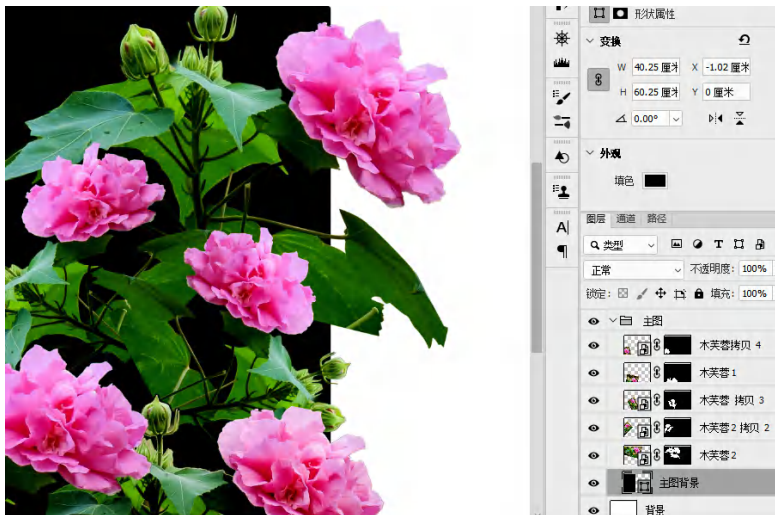 形状属性
变换
W 40.25 厘米 X -1.02 厘米
H 60.25 厘米 Y 0 厘米
0.00°
外观
填色
A
图层 通道 路径
类型 T
正常 不透明度: 100%
锁定: 填充: 100%
主图
木芙蓉拷贝 4
木芙蓉1
木芙蓉 拷贝 3
木芙蓉2 拷贝 2
木芙蓉2
主图背景
背景